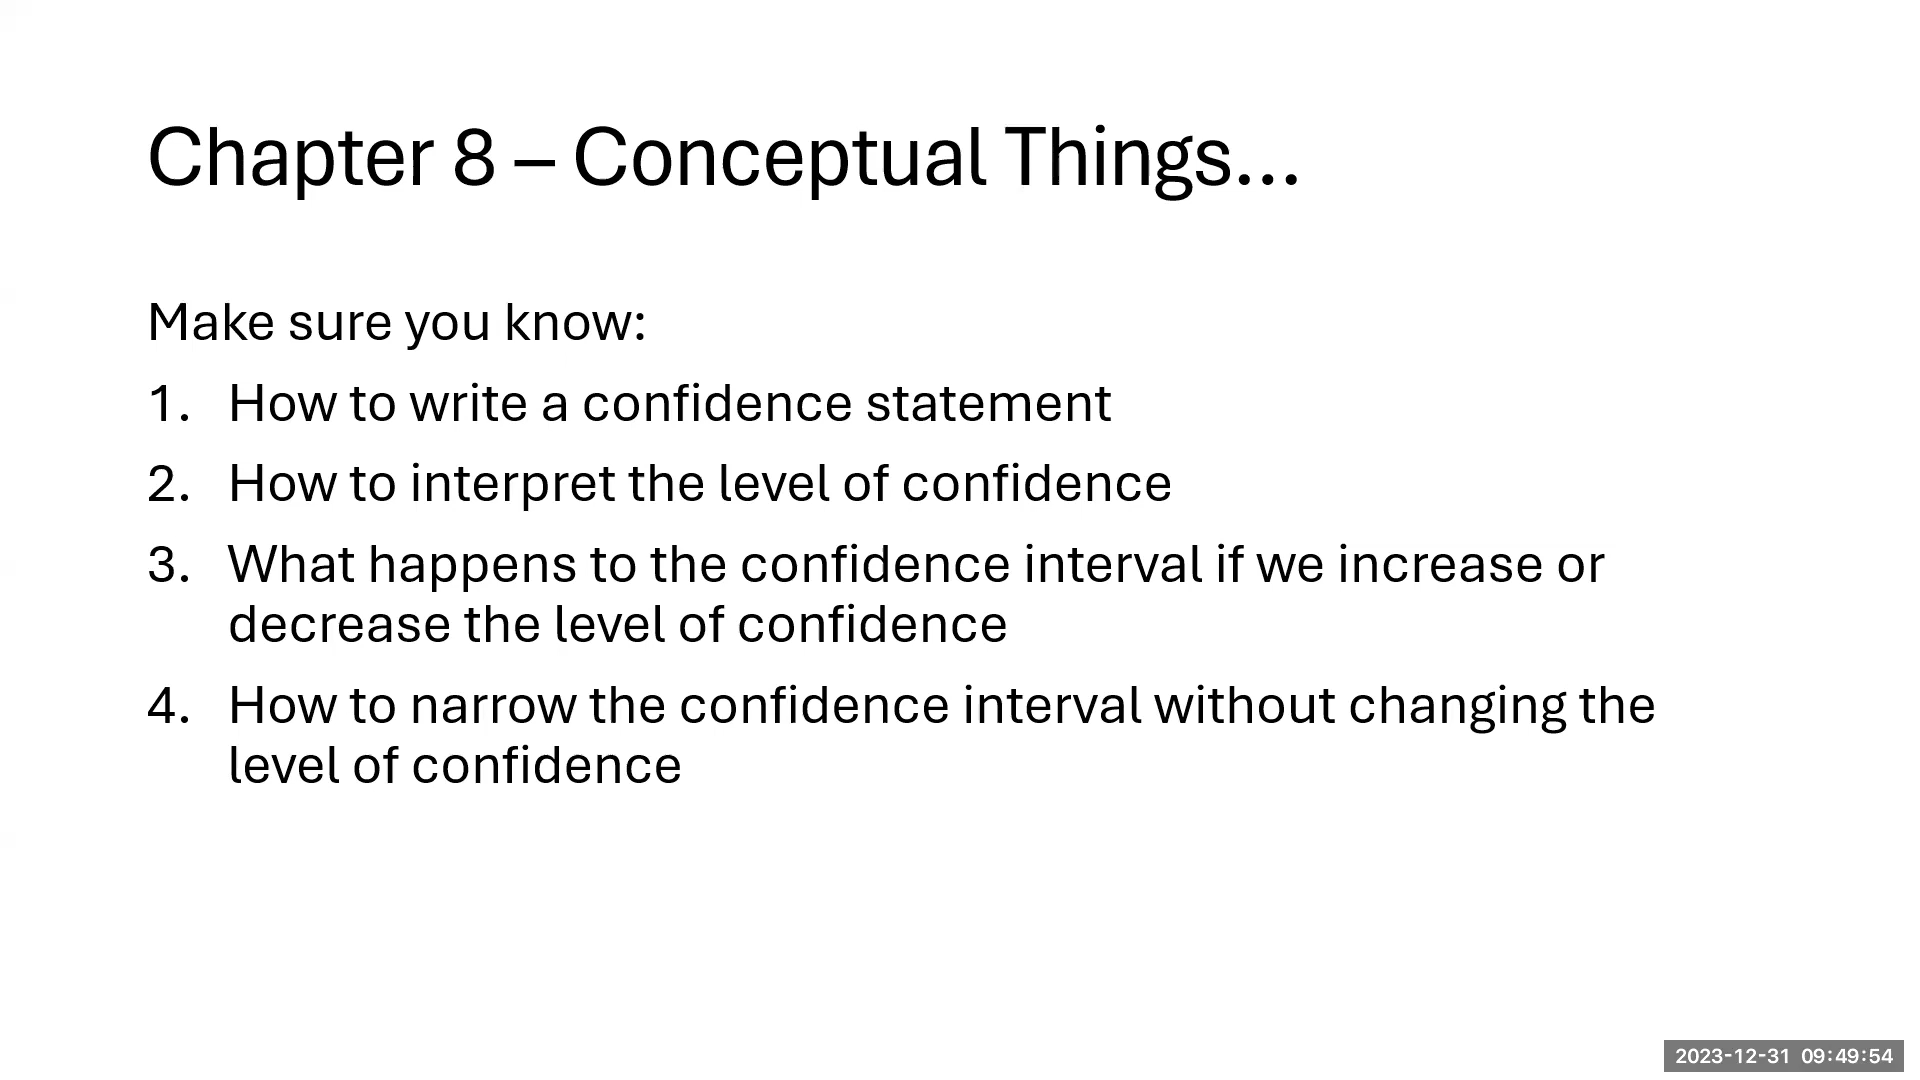 Chapter 8 – Conceptual Things…
Make sure you know:
1. How to write a confidence statement
2. How to interpret the level of confidence
3. What happens to the confidence interval if we increase or
decrease the level of confidence
4. How to narrow the confidence interval without changing the
level of confidence
2023-12-31 09:49:54